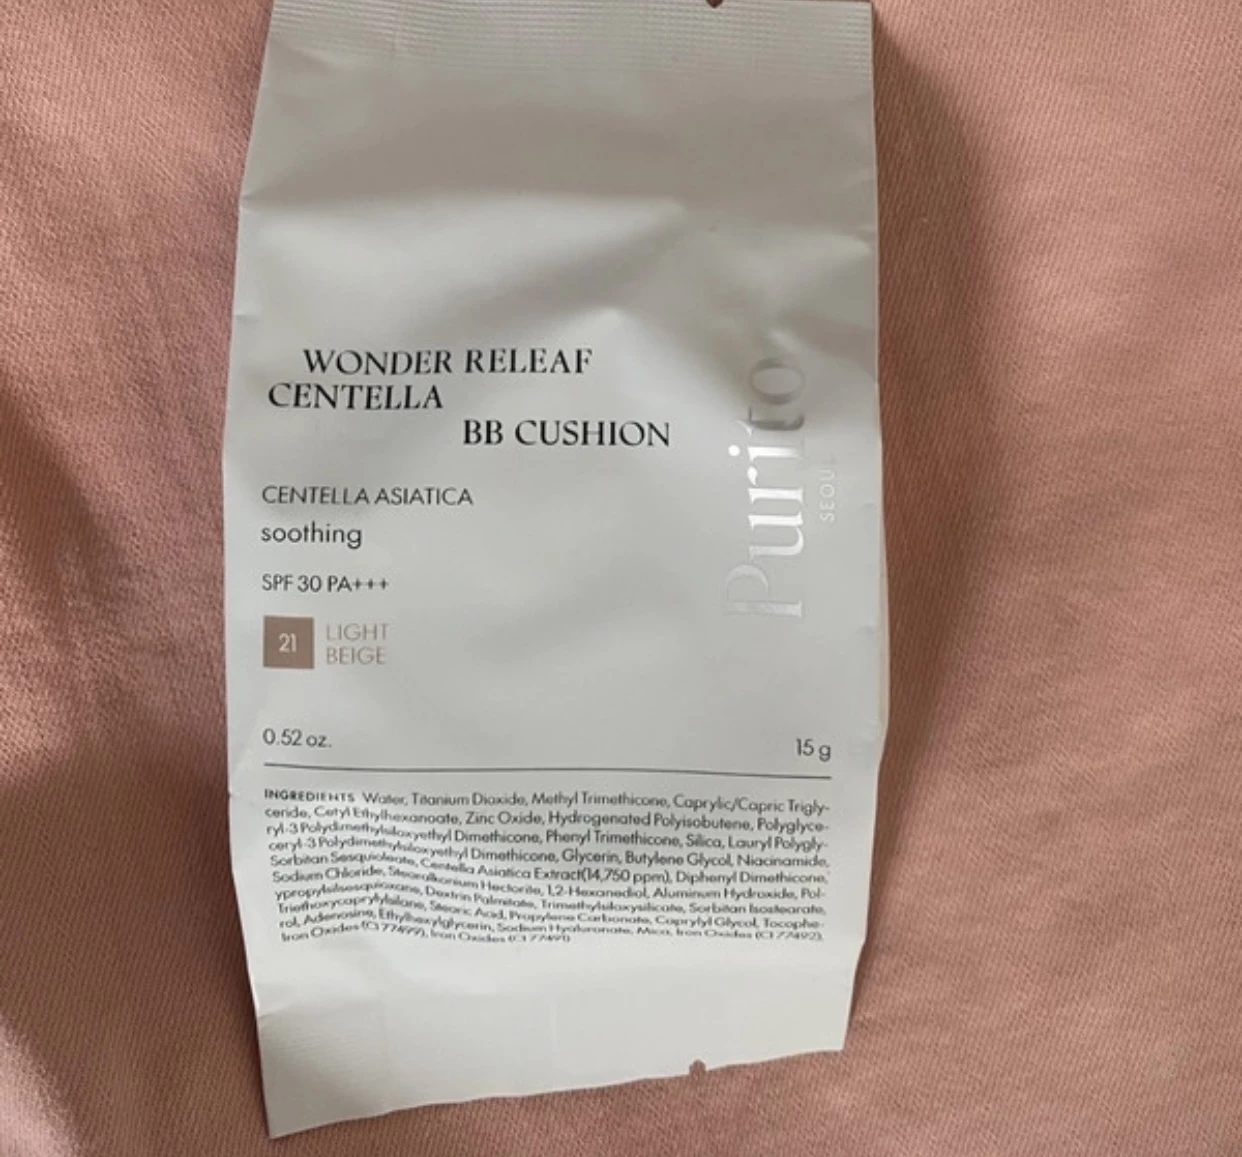 WONDER RELEAF
CENTELLA
BB CUSHION
Purito
SEOUL
CENTELLA ASIATICA
soothing
SPF 30 PA+++
21
LIGHT
BEIGE
0.52 oz.
15 g
INGREDIENTS Water, Titanium Dioxide, Methyl Trimethicone, Caprylic/Capric Trigly-
ceride, Cetyl Ethylhexanoate, Zinc Oxide, Hydrogenated Polyisobutene, Polyglyce-
ryl-3 Polydimethylsiloxyethyl Dimethicone, Phenyl Trimethicone, Silica, Lauryl Polygly-
ceryl-3 Polydimethylsiloxyethyl Dimethicone, Glycerin, Butylene Glycol, Niacinamide,
Sorbitan Sesquioleate, Centella Asiatica Extract(14,750 ppm), Diphenyl Dimethicone,
Sodium Chloride, Stearalkonium Hectorite, 1,2-Hexanediol, Aluminum Hydroxide, Pol-
ypropylsilsesquioxane, Dextrin Palmitate, Trimethylsiloxysilicate, Sorbitan Isostearate,
Triethoxycaprylylsilane, Stearic Acid, Propylene Carbonate, Caprylyl Glycol, Tocophe-
rol, Adenosine, Ethylhexylglycerin, Sodium Hyaluronate, Mica, Iron Oxides (CI 77492),
Iron Oxides (CI 77499), Iron Oxides (CI 77491)